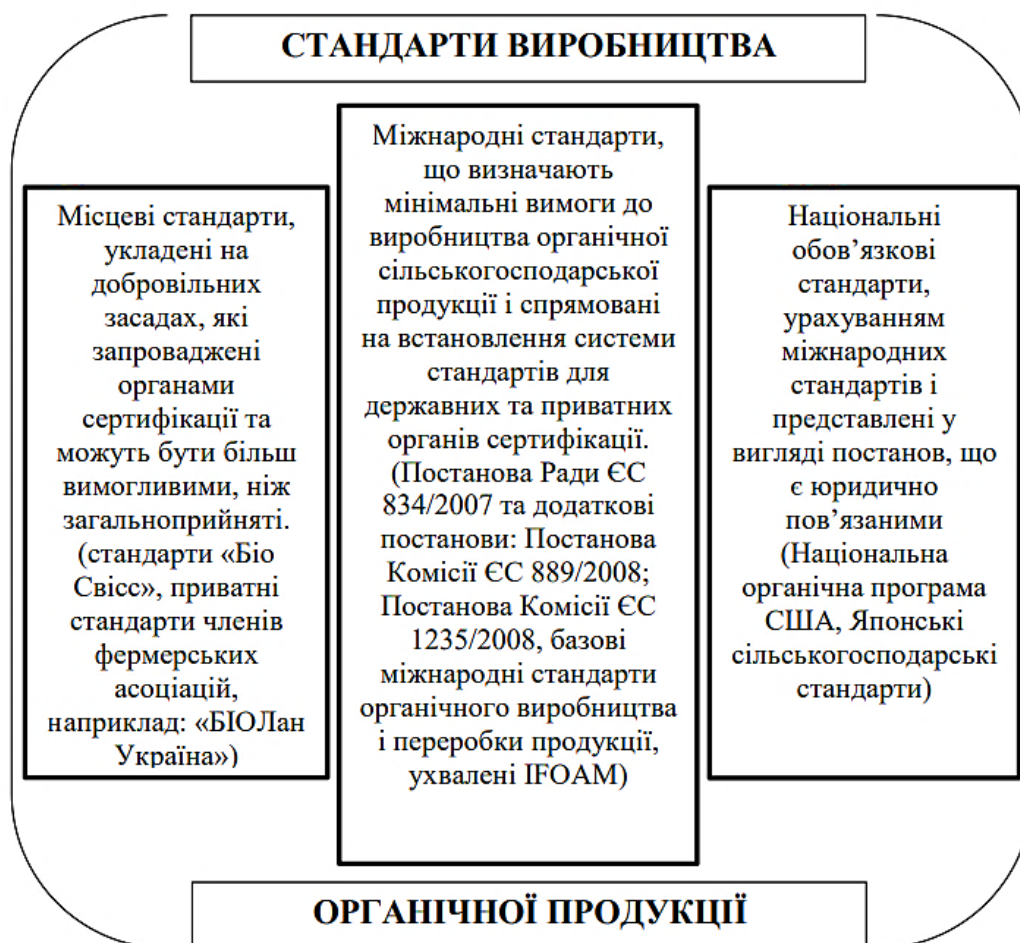 СТАНДАРТИ ВИРОБНИЦТВА
Місцеві стандарти,
укладені на
добровільних
засадах, які
запроваджені
органами
сертифікації та
можуть бути більш
вимогливими, ніж
загальноприйняті.
(стандарти «Біо
Свісс», приватні
стандарти членів
фермерських
асоціацій,
наприклад: «БІОЛан
Україна»)
Міжнародні стандарти,
що визначають
мінімальні вимоги до
виробництва органічної
сільськогосподарської
продукції і спрямовані
на встановлення системи
стандартів для
державних та приватних
органів сертифікації.
(Постанова Ради ЄС
834/2007 та додаткові
постанови: Постанова
Комісії ЄС 889/2008;
Постанова Комісії ЄС
1235/2008, базові
міжнародні стандарти
органічного виробництва
і переробки продукції,
ухвалені IFOAM)
Національні
обов’язкові
стандарти,
урахуванням
міжнародних
стандартів і
представлені у
вигляді постанов, що
є юридично
пов’язаними
(Національна
органічна програма
США, Японські
сільськогосподарські
стандарти)
ОРГАНІЧНОЇ ПРОДУКЦІЇ